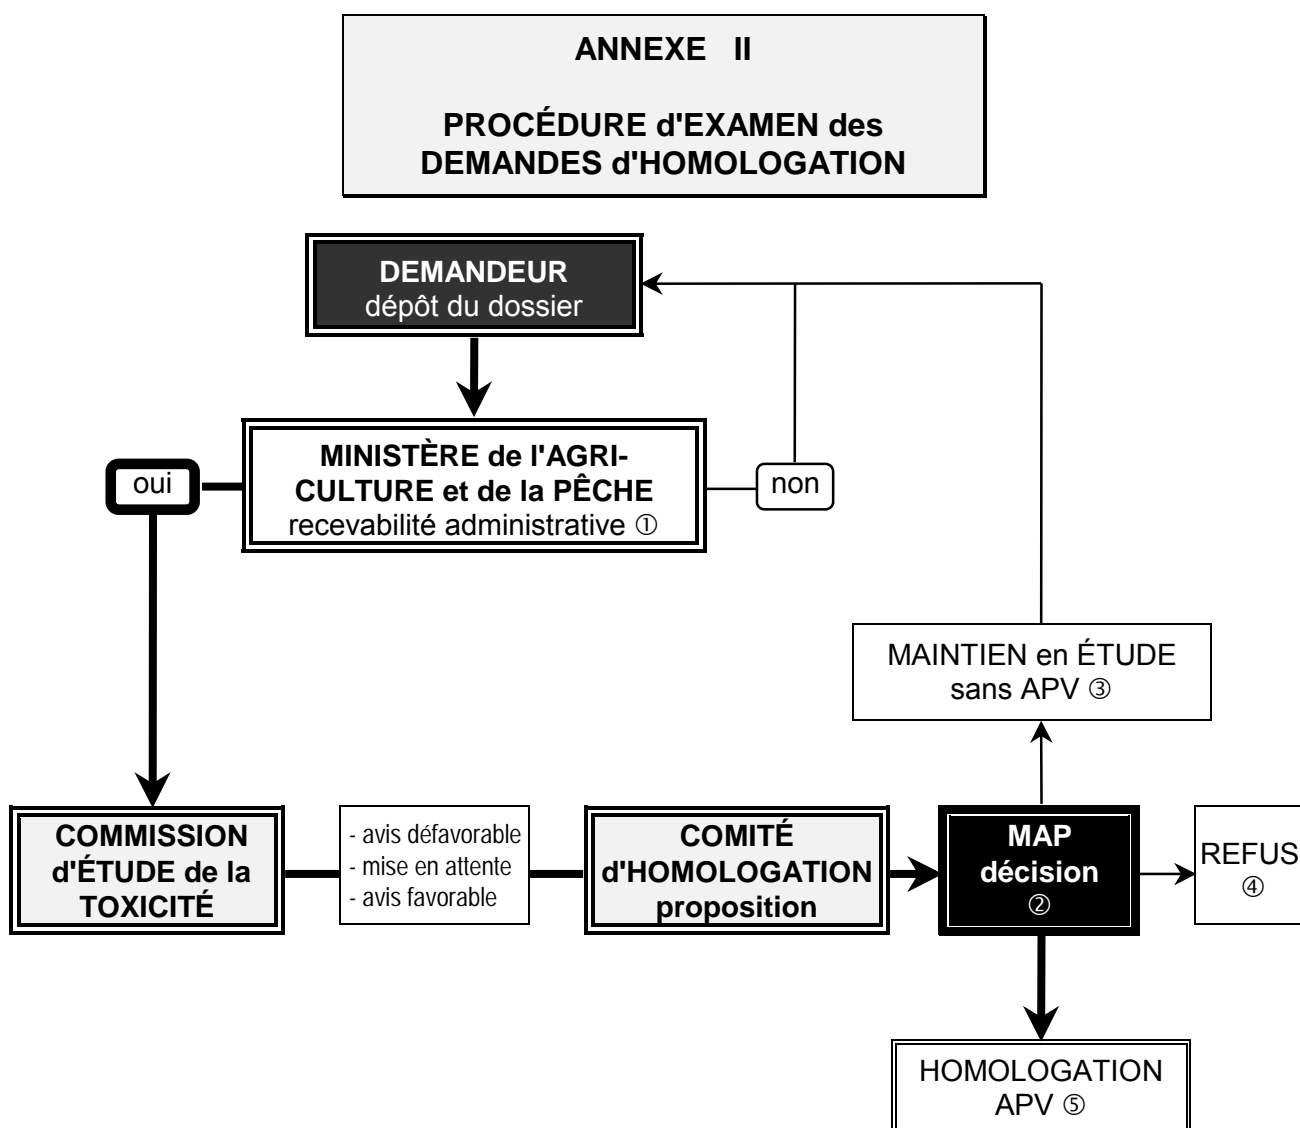 ANNEXE II
PROCÉDURE d'EXAMEN des
DEMANDES d'HOMOLOGATION
DEMANDEUR
dépôt du dossier
MINISTÈRE de l'AGRI-
CULTURE et de la PÊCHE
recevabilité administrative ①
oui
non
MAINTIEN en ÉTUDE
sans APV ③
COMMISSION
d'ÉTUDE de la
TOXICITÉ
- avis défavorable
- mise en attente
- avis favorable
COMITÉ
d'HOMOLOGATION
proposition
MAP
décision
②
REFUS
④
HOMOLOGATION
APV ⑤